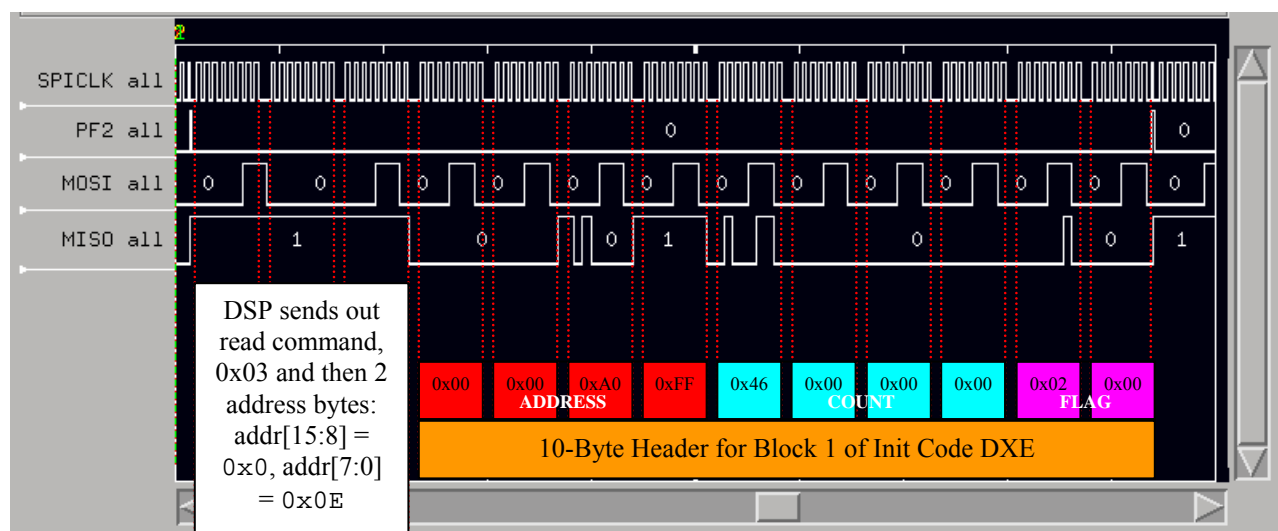 2
SPICLK all
PF2 all 0 0
MOSI all 0 0 0 0 0 0 0 0 0 0 0 0 0
MISO all 1 0 0 1 0 0 1
DSP sends out
read command,
0x03 and then 2
address bytes:
addr[15:8] =
0x0, addr[7:0]
= 0x0E
0x00 0x00 0xA0 0xFF 0x46 0x00 0x00 0x00 0x02 0x00
ADDRESS COUNT FLAG
10-Byte Header for Block 1 of Init Code DXE